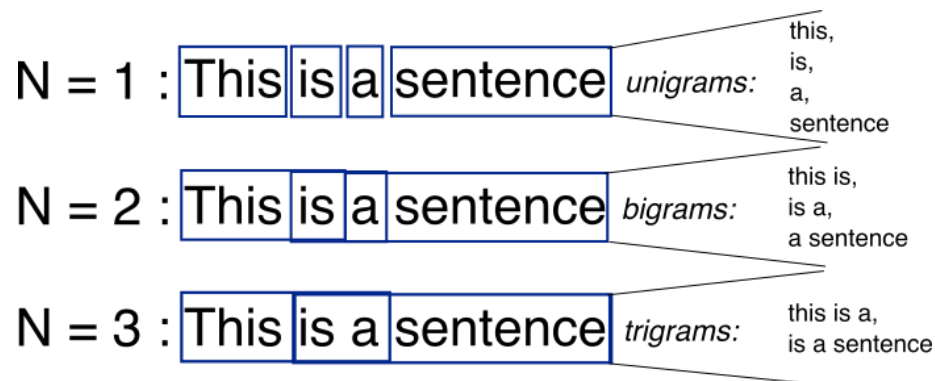 N = 1 : This is a sentence unigrams:
this,
is,
a,
sentence
N = 2 : This is a sentence bigrams:
this is,
is a,
a sentence
N = 3 : This is a sentence trigrams:
this is a,
is a sentence